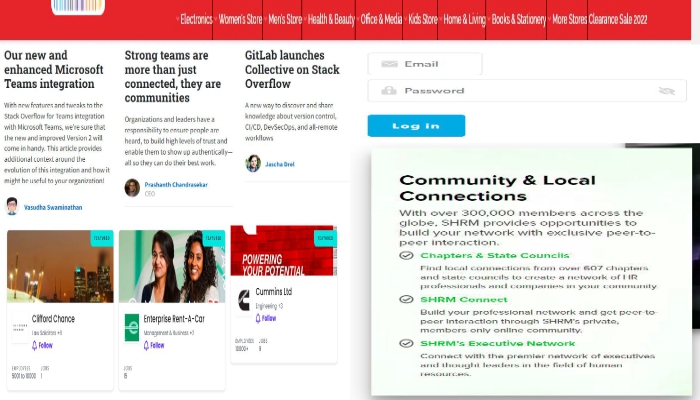 Electronics Women's Store Men's Store Health & Beauty Office & Media Kids Store Home & Living Books & Stationery More Stores Clearance Sale 2022
Our new and
enhanced Microsoft
Teams integration
With new features and tweaks to the
Stack Overflow for Teams integration
with Microsoft Teams, we're sure that
the new and improved Version 2 will
come in handy. This article provides
additional context around the
evolution of this integration and how it
might be useful to your organization!
Vasudha Swaminathan
Strong teams are
more than just
connected, they are
communities
Organizations and leaders have a
responsibility to ensure people are
heard, to build high levels of trust and
enable them to show up authentically—
all so they can do their best work.
Prashanth Chandrasekar
CEO
GitLab launches
Collective on Stack
Overflow
A new way to discover and share
knowledge about version control,
CI/CD, DevSecOps, and all-remote
workflows
Jascha Drel
Email
Password
Log in
FEATURED
Clifford Chance
Law Solicitors +6
Follow
EMPLOYEES JOBS
5001 to 10000 1
FEATURED
Enterprise Rent-A-Car
Management & Business +7
Follow
JOBS
15
FEATURED
POWERING
YOUR POTENTIAL
Cummins Ltd
Engineering +3
Follow
EMPLOYEES JOBS
10000+ 9
Community & Local
Connections
With over 300,000 members across the
globe, SHRM provides opportunities to
build your network with exclusive peer-to-
peer interaction.
Chapters & State Councils
Find local connections from over 607 chapters
and state councils to create a network of HR
professionals and companies in your community.
SHRM Connect
Build your professional network and get peer-to-
peer interaction through SHRM's private,
members only online community.
SHRM's Executive Network
Connect with the premier network of executives
and thought leaders in the field of human
resources.